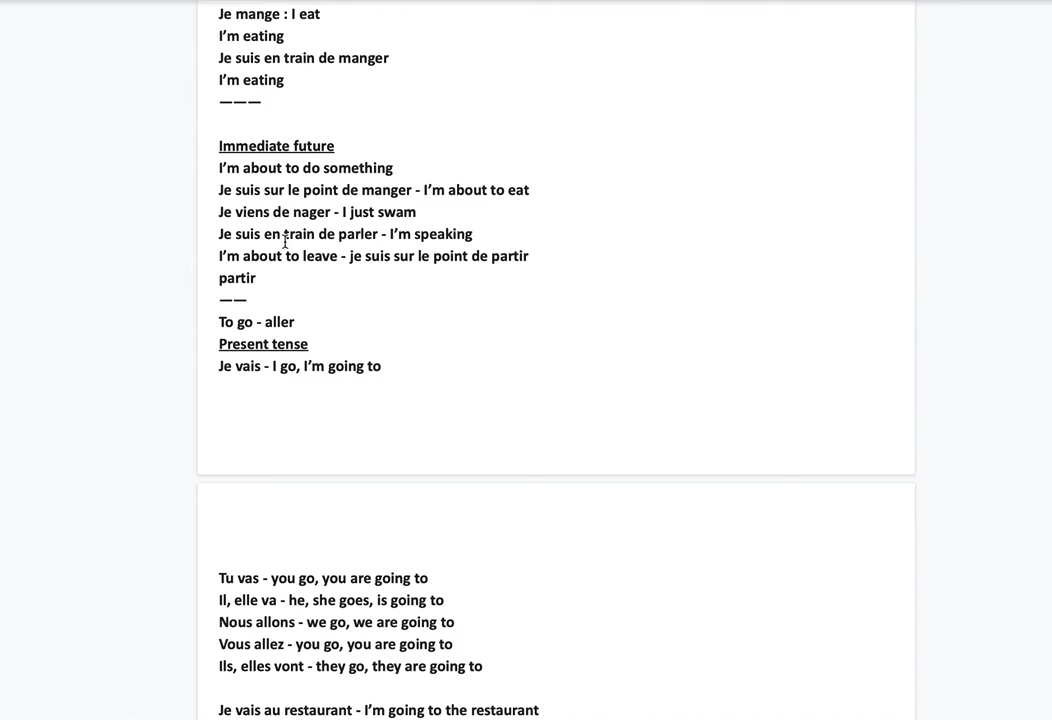 Je mange : I eat
I'm eating
Je suis en train de manger
I'm eating
———
Immediate future
I'm about to do something
Je suis sur le point de manger - I'm about to eat
Je viens de nager - I just swam
Je suis en train de parler - I'm speaking
I'm about to leave - je suis sur le point de partir
partir
——
To go - aller
Present tense
Je vais - I go, I'm going to
Tu vas - you go, you are going to
Il, elle va - he, she goes, is going to
Nous allons - we go, we are going to
Vous allez - you go, you are going to
Ils, elles vont - they go, they are going to
Je vais au restaurant - I'm going to the restaurant